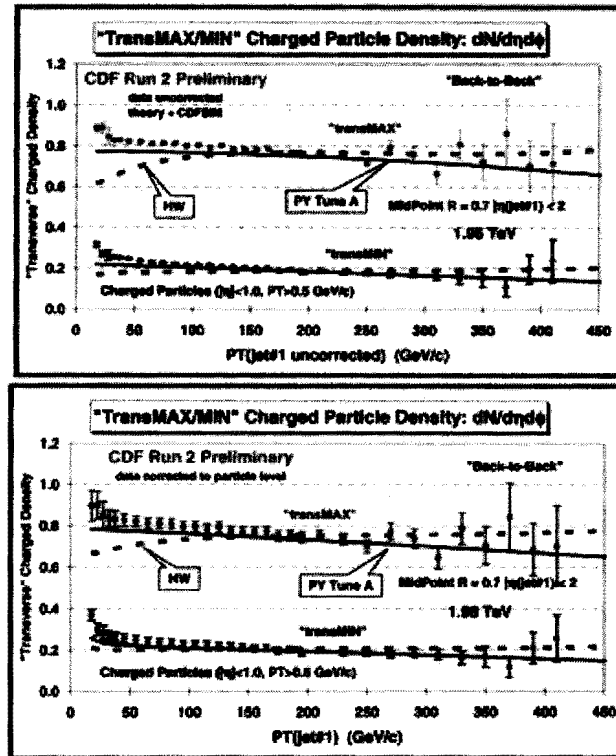 "TransMAX/MIN" Charged Particle Density: dN/dηdφ
CDF Run 2 Preliminary
data uncorrected
theory + CDFSIM
"Back-to-Back"
"transMAX"
HW
PY Tune A
MidPoint R = 0.7 |η(jet#1)| < 2
1.96 TeV
"transMIN"
Charged Particles (|η|<1.0, PT>0.5 GeV/c)
"Transverse" Charged Density
1.2
1.0
0.8
0.6
0.4
0.2
0.0
0 50 100 150 200 250 300 350 400 450
PT(jet#1 uncorrected) (GeV/c)
"TransMAX/MIN" Charged Particle Density: dN/dηdφ
CDF Run 2 Preliminary
data corrected to particle level
"Back-to-Back"
"transMAX"
HW
PY Tune A
MidPoint R = 0.7 |η(jet#1)| < 2
1.96 TeV
"transMIN"
Charged Particles (|η|<1.0, PT>0.5 GeV/c)
"Transverse" Charged Density
1.2
1.0
0.8
0.6
0.4
0.2
0.0
0 50 100 150 200 250 300 350 400 450
PT(jet#1) (GeV/c)